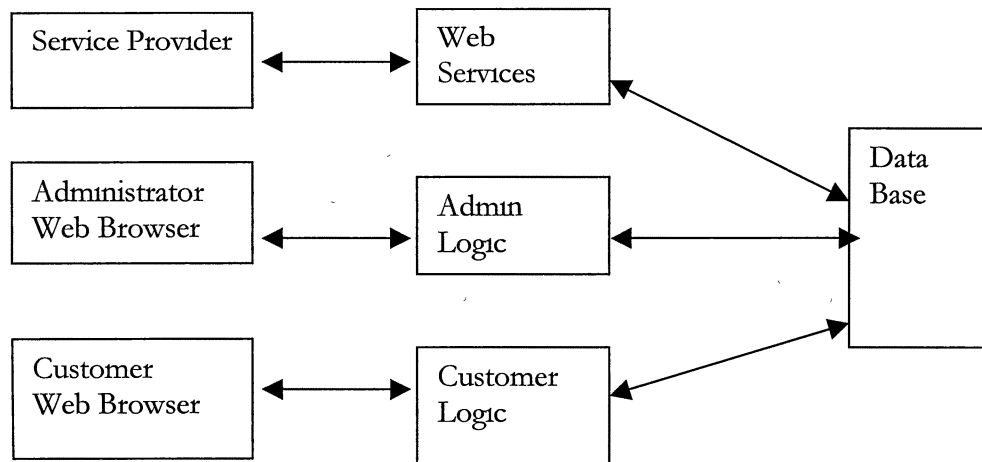 Service Provider
Web
Services
Data
Base
Administrator
Web Browser
Admin
Logic
Customer
Web Browser
Customer
Logic